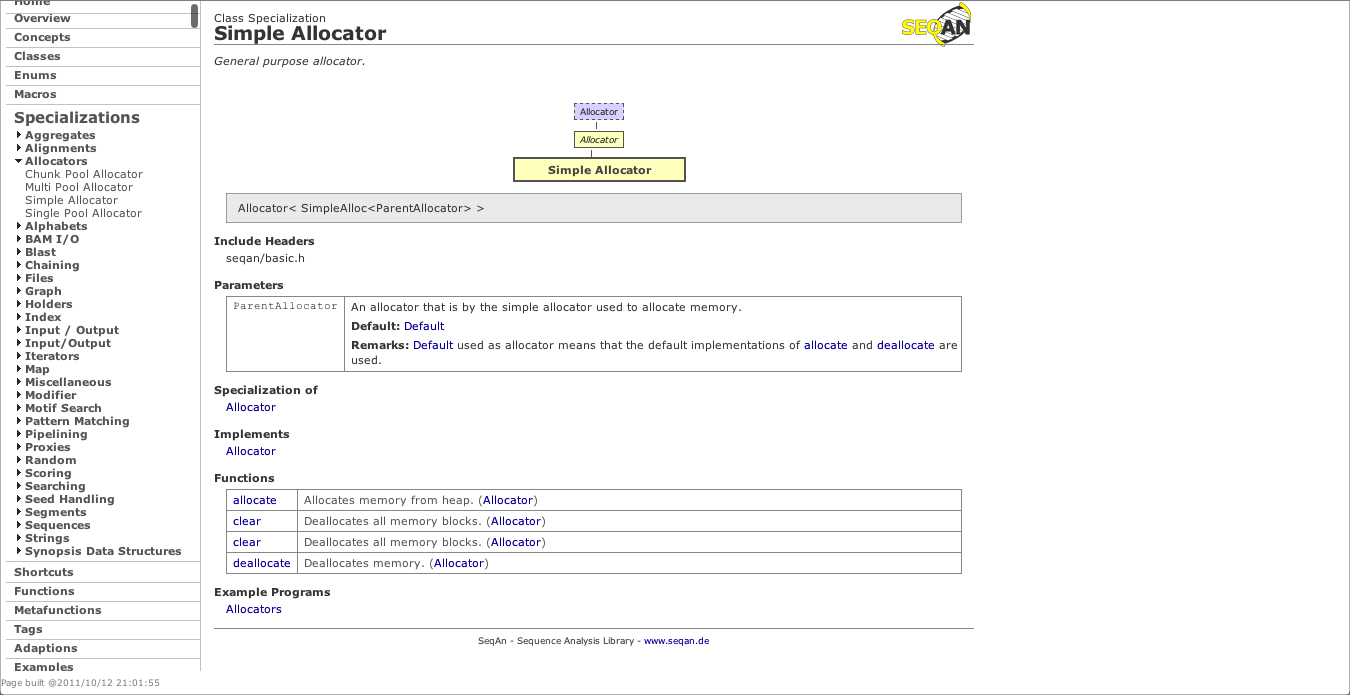 Home
Overview
Concepts
Classes
Enums
Macros
Specializations
Aggregates
Alignments
Allocators
Chunk Pool Allocator
Multi Pool Allocator
Simple Allocator
Single Pool Allocator
Alphabets
BAM I/O
Blast
Chaining
Files
Graph
Holders
Index
Input / Output
Input/Output
Iterators
Map
Miscellaneous
Modifier
Motif Search
Pattern Matching
Pipelining
Proxies
Random
Scoring
Searching
Seed Handling
Segments
Sequences
Strings
Synopsis Data Structures
Shortcuts
Functions
Metafunctions
Tags
Adaptions
Examples
Page built @2011/10/12 21:01:55
Class Specialization
Simple Allocator
SEQAN
General purpose allocator.
Allocator
Allocator
Simple Allocator
Allocator< SimpleAlloc<ParentAllocator> >
Include Headers
seqan/basic.h
Parameters
ParentAllocator An allocator that is by the simple allocator used to allocate memory.
Default: Default
Remarks: Default used as allocator means that the default implementations of allocate and deallocate are
used.
Specialization of
Allocator
Implements
Allocator
Functions
allocate Allocates memory from heap. (Allocator)
clear Deallocates all memory blocks. (Allocator)
clear Deallocates all memory blocks. (Allocator)
deallocate Deallocates memory. (Allocator)
Example Programs
Allocators
SeqAn - Sequence Analysis Library - www.seqan.de